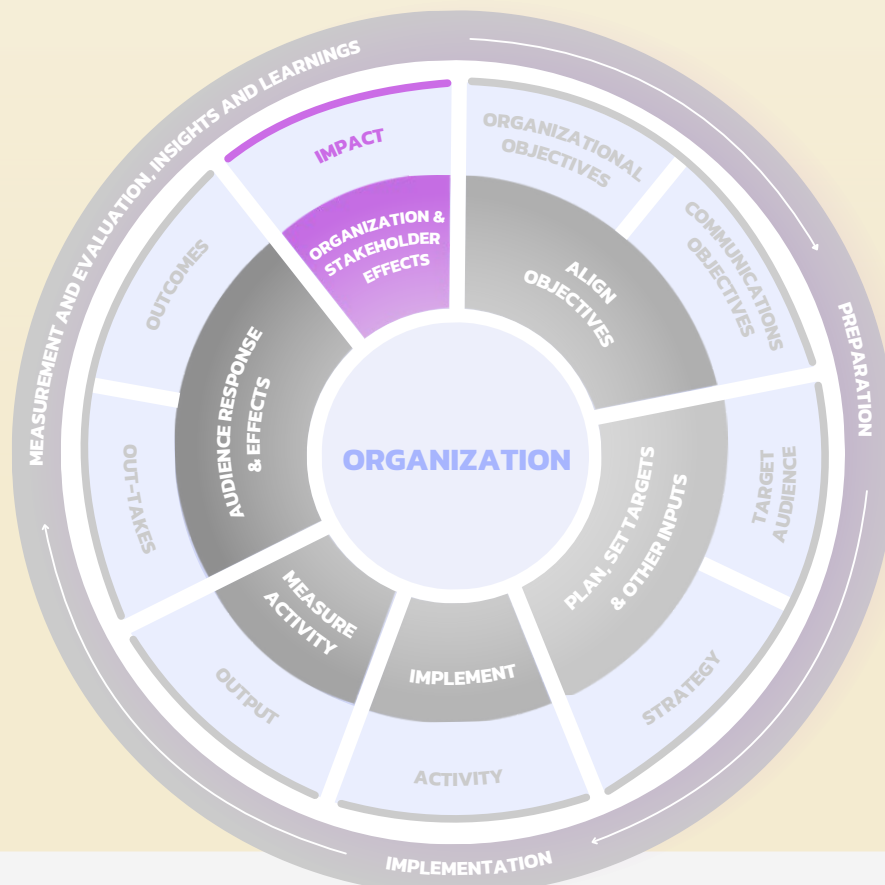 MEASUREMENT AND EVALUATION, INSIGHTS AND LEARNINGS
PREPARATION
IMPLEMENTATION
IMPACT
ORGANIZATION &
STAKEHOLDER
EFFECTS
ORGANIZATIONAL
OBJECTIVES
COMMUNICATIONS
OBJECTIVES
ALIGN
OBJECTIVES
TARGET
AUDIENCE
STRATEGY
PLAN, SET TARGETS
& OTHER INPUTS
ACTIVITY
IMPLEMENT
OUTPUT
MEASURE
ACTIVITY
OUT-TAKES
OUTCOMES
AUDIENCE RESPONSE
& EFFECTS
ORGANIZATION